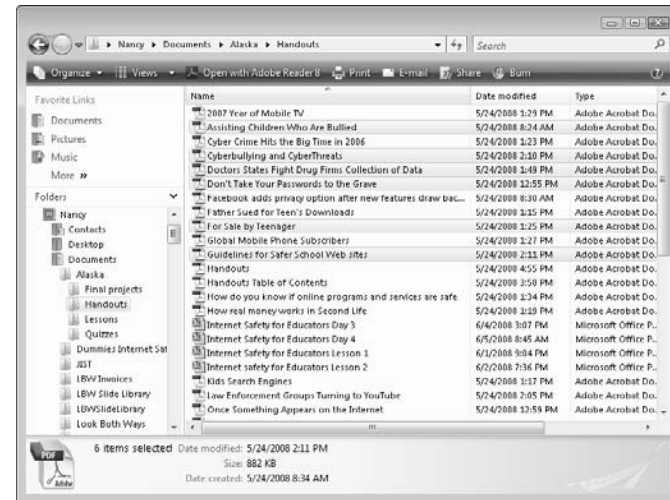 Nancy Documents Alaska Handouts Search
Organize Views Open with Adobe Reader 8 Print E-mail Share Burn
Favorite Links
Documents
Pictures
Music
More »
Folders
Nancy
Contacts
Desktop
Documents
Alaska
Final projects
Handouts
Lessons
Quizzes
Dummies Internet Saf
JIST
LBW Invoices
LBW Slide Library
LBWSlideLibrary
Look Both Ways
Name Date modified Type
2007 Year of Mobile TV 5/24/2008 1:29 PM Adobe Acrobat Do...
Assisting Children Who Are Bullied 5/24/2008 8:24 AM Adobe Acrobat Do...
Cyber Crime Hits the Big Time in 2006 5/24/2008 1:23 PM Adobe Acrobat Do...
Cyberbullying and CyberThreats 5/24/2008 2:10 PM Adobe Acrobat Do...
Doctors States Fight Drug Firms Collection of Data 5/24/2008 1:49 PM Adobe Acrobat Do...
Don't Take Your Passwords to the Grave 5/24/2008 12:55 PM Adobe Acrobat Do...
Facebook adds privacy option after new features draw bac... 5/24/2008 8:30 AM Adobe Acrobat Do...
Father Sued for Teen's Downloads 5/24/2008 1:15 PM Adobe Acrobat Do...
For Sale by Teenager 5/24/2008 1:25 PM Adobe Acrobat Do...
Global Mobile Phone Subscribers 5/24/2008 1:27 PM Adobe Acrobat Do...
Guidelines for Safer School Web sites 5/24/2008 2:11 PM Adobe Acrobat Do...
Handouts 5/24/2008 4:55 PM Adobe Acrobat Do...
Handouts Table of Contents 5/24/2008 3:50 PM Adobe Acrobat Do...
How do you know if online programs and services are safe 5/24/2008 1:34 PM Adobe Acrobat Do...
How real money works in Second Life 5/24/2008 1:19 PM Adobe Acrobat Do...
Internet Safety for Educators Day 3 6/4/2008 3:07 PM Microsoft Office P...
Internet Safety for Educators Day 4 6/5/2008 8:45 AM Microsoft Office P...
Internet Safety for Educators Lesson 1 6/1/2008 9:04 PM Microsoft Office P...
Internet safety for Educators Lesson 2 6/2/2008 7:36 PM Microsoft Office P...
Kids Search Engines 5/24/2008 1:17 PM Adobe Acrobat Do...
Law Enforcement Groups Turning to YouTube 5/24/2008 2:05 PM Adobe Acrobat Do...
Once Something Appears on the Internet 5/24/2008 12:59 PM Adobe Acrobat Do...
6 items selected Date modified: 5/24/2008 2:11 PM
Size: 882 KB
Date created: 5/24/2008 8:34 AM
PDF
Adobe